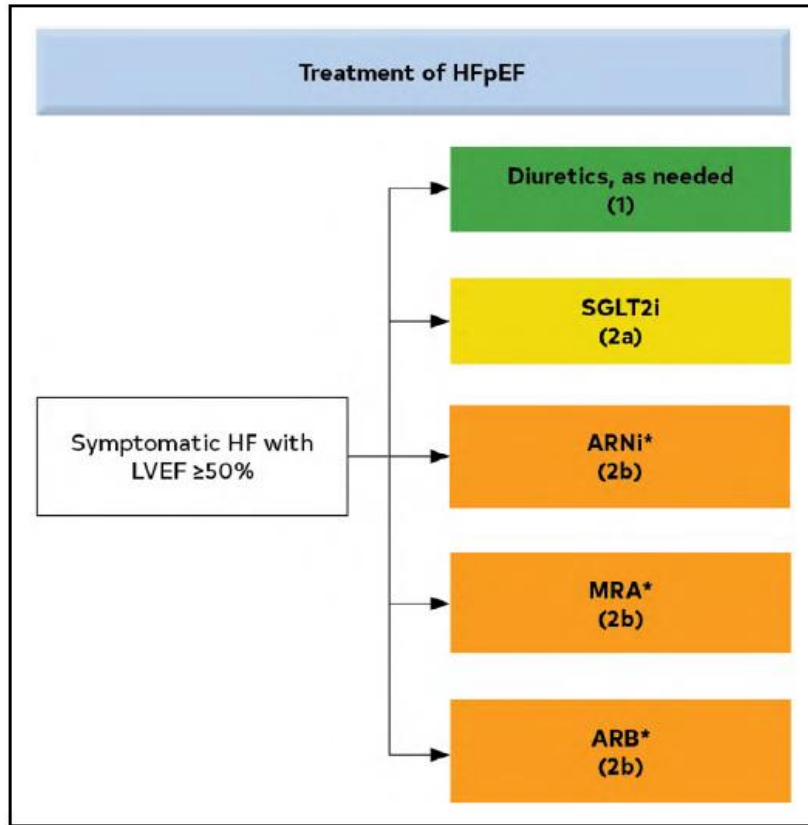 Treatment of HFpEF
Symptomatic HF with
LVEF ≥50%
Diuretics, as needed
(1)
SGLT2i
(2a)
ARNi*
(2b)
MRA*
(2b)
ARB*
(2b)